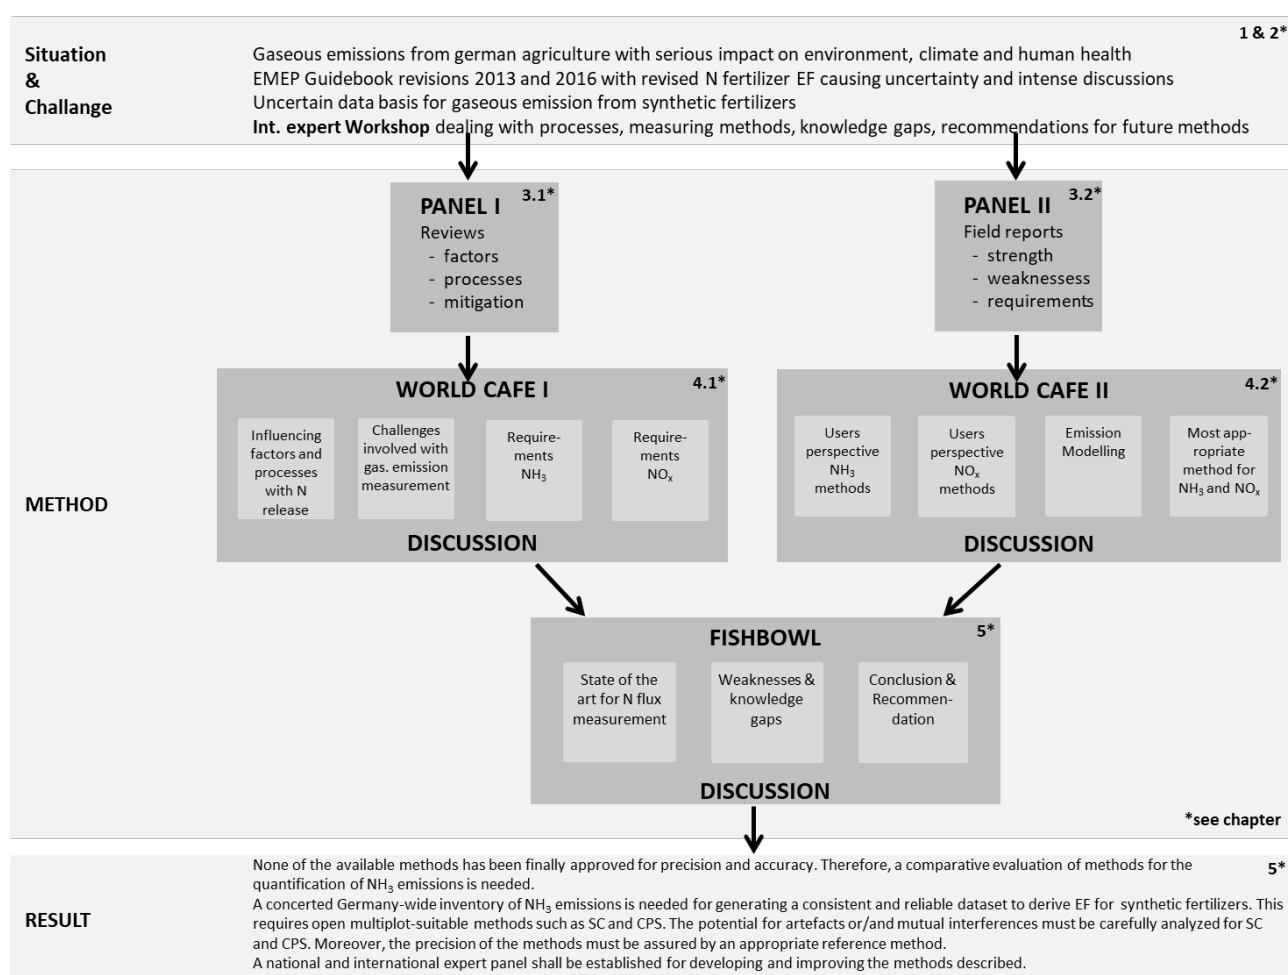 1 & 2*
Situation
&
Challange
Gaseous emissions from german agriculture with serious impact on environment, climate and human health
EMEP Guidebook revisions 2013 and 2016 with revised N fertilizer EF causing uncertainty and intense discussions
Uncertain data basis for gaseous emission from synthetic fertilizers
Int. expert Workshop dealing with processes, measuring methods, knowledge gaps, recommendations for future methods
METHOD
3.1*
PANEL I
Reviews
- factors
- processes
- mitigation
3.2*
PANEL II
Field reports
- strength
- weaknessess
- requirements
WORLD CAFE I
4.1*
Influencing
factors and
processes
with N
release
Challenges
involved with
gas. emission
measurement
Require-
ments
NH₃
Require-
ments
NOₓ
DISCUSSION
WORLD CAFE II
4.2*
Users
perspective
NH₃
methods
Users
perspective
NOₓ
methods
Emission
Modelling
Most app-
ropriate
method for
NH₃ and NOₓ
DISCUSSION
FISHBOWL
5*
State of the
art for N flux
measurement
Weaknesses &
knowledge
gaps
Conclusion &
Recommen-
dation
DISCUSSION
*see chapter
RESULT
5*
None of the available methods has been finally approved for precision and accuracy. Therefore, a comparative evaluation of methods for the
quantification of NH₃ emissions is needed.
A concerted Germany-wide inventory of NH₃ emissions is needed for generating a consistent and reliable dataset to derive EF for synthetic fertilizers. This
requires open multiplot-suitable methods such as SC and CPS. The potential for artefacts or/and mutual interferences must be carefully analyzed for SC
and CPS. Moreover, the precision of the methods must be assured by an appropriate reference method.
A national and international expert panel shall be established for developing and improving the methods described.